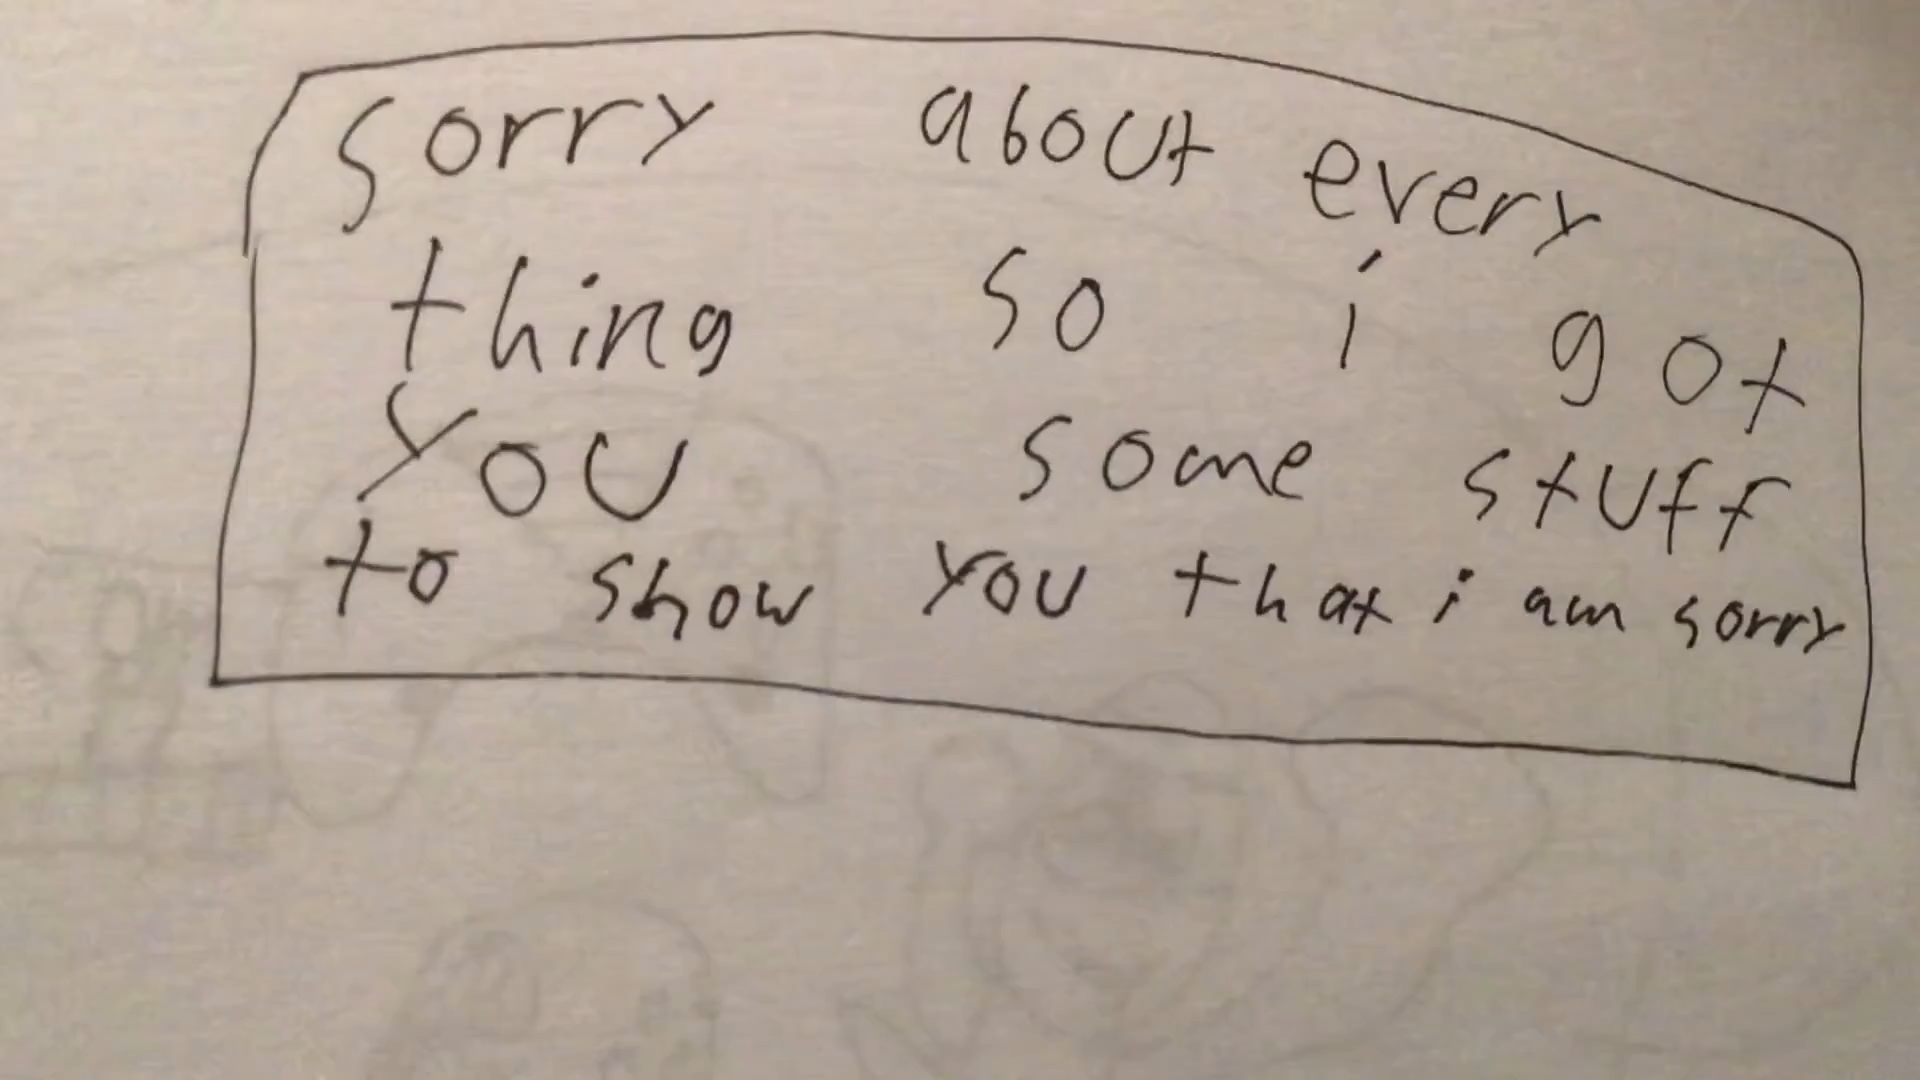 sorry about every
thing so i got
you some stuff
to show you that i am sorry